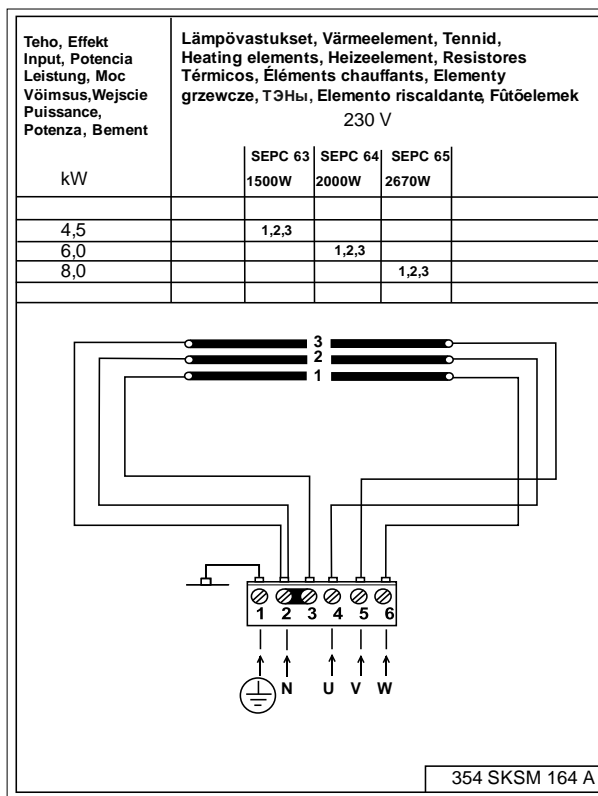 Teho, Effekt
Input, Potencia
Leistung, Moc
Vöimsus,Wejscie
Puissance,
Potenza, Bement
kW
Lämpövastukset, Värmeelement, Tennid,
Heating elements, Heizeelement, Resistores
Térmicos, Éléments chauffants, Elementy
grzewcze, ТЭНы, Elemento riscaldante, Fûtõelemek
230 V
SEPC 63 SEPC 64 SEPC 65
1500W 2000W 2670W
4,5 1,2,3
6,0 1,2,3
8,0 1,2,3
3
2
1
1 2 3 4 5 6
N U V W
354 SKSM 164 A